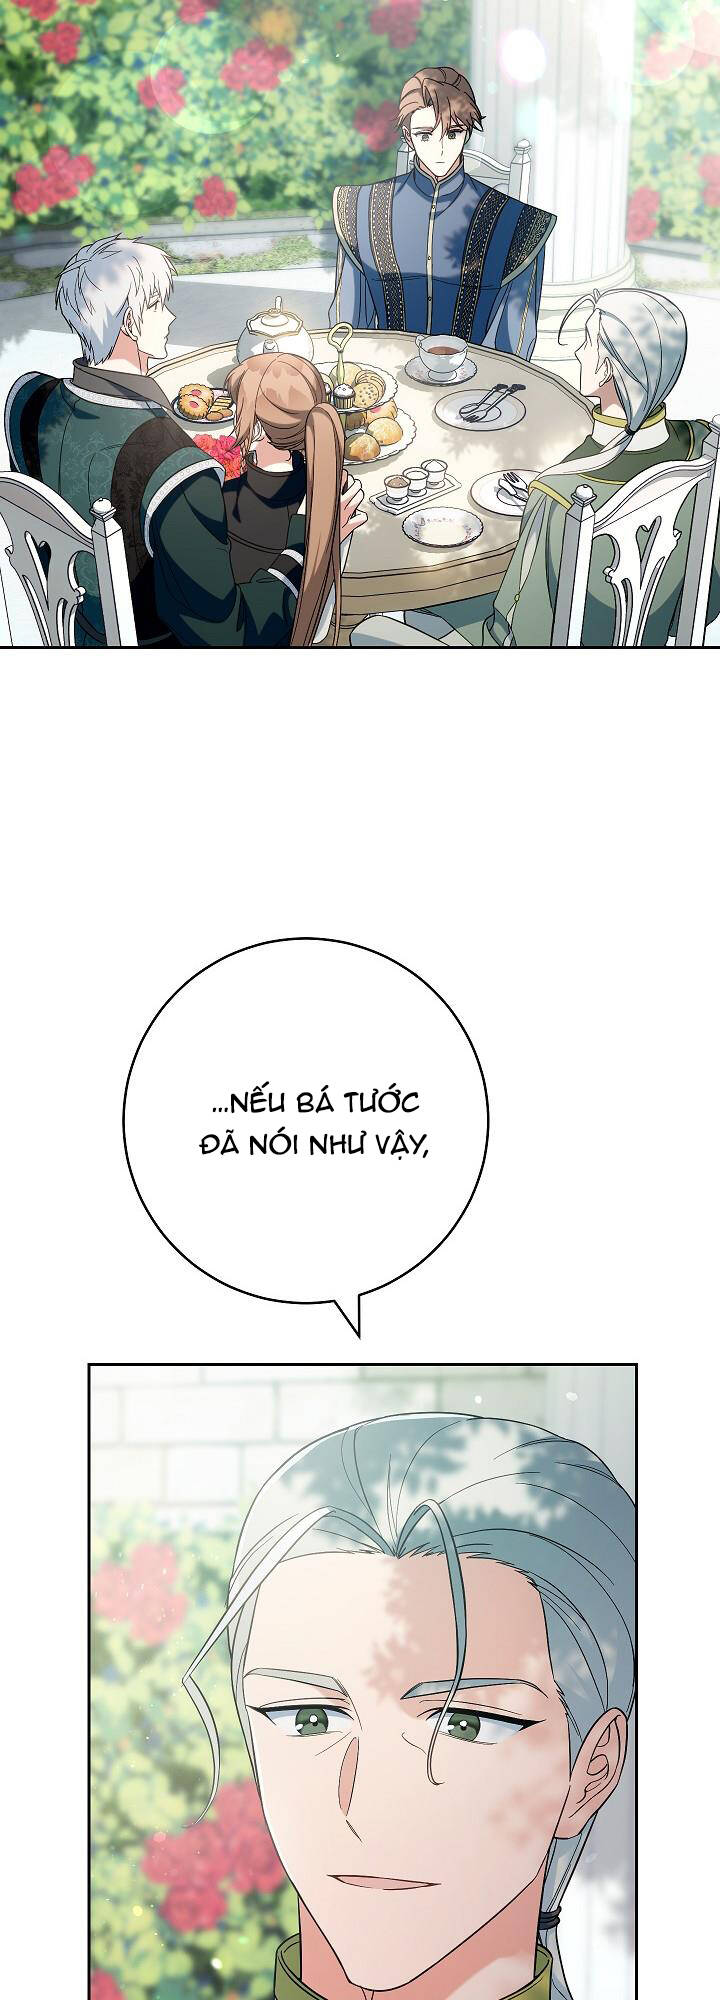 ...NẾU BÁ TƯỚC
ĐÃ NÓI NHƯ VẬY,